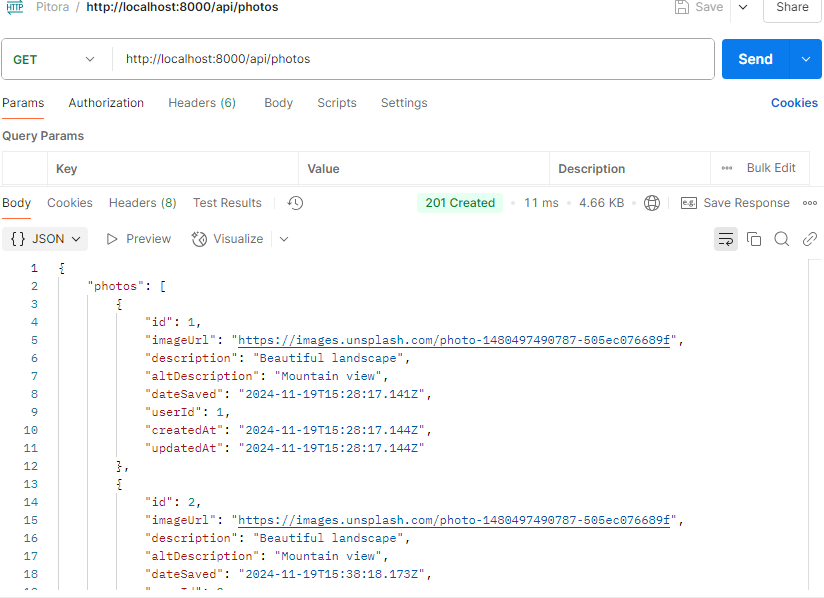 HTTP Pitora / http://localhost:8000/api/photos Save Share
GET http://localhost:8000/api/photos Send
Params Authorization Headers (6) Body Scripts Settings Cookies
Query Params
Key Value Description Bulk Edit
Body Cookies Headers (8) Test Results 201 Created 11 ms 4.66 KB e.g. Save Response
{} JSON Preview Visualize
1 {
2 "photos": [
3 {
4 "id": 1,
5 "imageUrl": "https://images.unsplash.com/photo-1480497490787-505ec076689f",
6 "description": "Beautiful landscape",
7 "altDescription": "Mountain view",
8 "dateSaved": "2024-11-19T15:28:17.141Z",
9 "userId": 1,
10 "createdAt": "2024-11-19T15:28:17.144Z",
11 "updatedAt": "2024-11-19T15:28:17.144Z"
12 },
13 {
14 "id": 2,
15 "imageUrl": "https://images.unsplash.com/photo-1480497490787-505ec076689f",
16 "description": "Beautiful landscape",
17 "altDescription": "Mountain view",
18 "dateSaved": "2024-11-19T15:38:18.173Z",